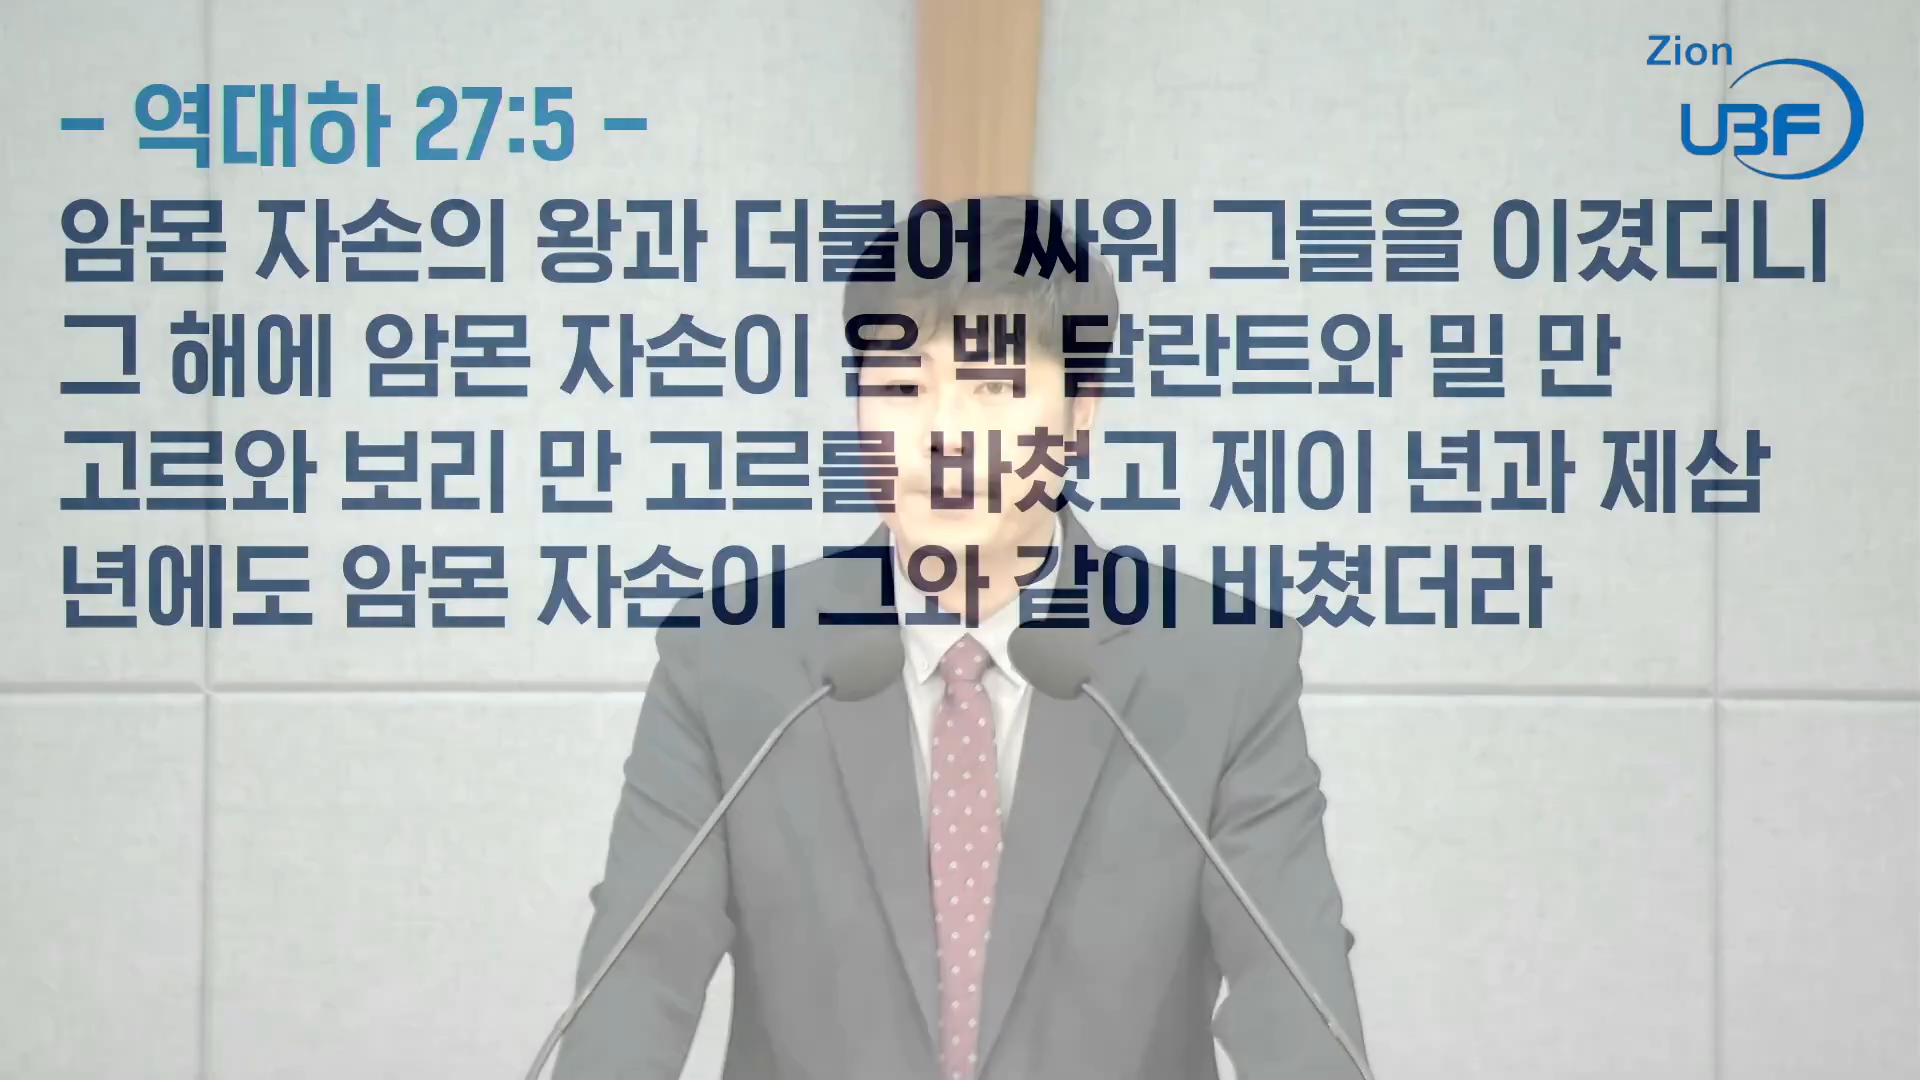 Zion
UBF
- 역대하 27:5 -
암몬 자손의 왕과 더불어 싸워 그들을 이겼더니
그 해에 암몬 자손이 은 백 달란트와 밀 만
고르와 보리 만 고르를 바쳤고 제이 년과 제삼
년에도 암몬 자손이 그와 같이 바쳤더라